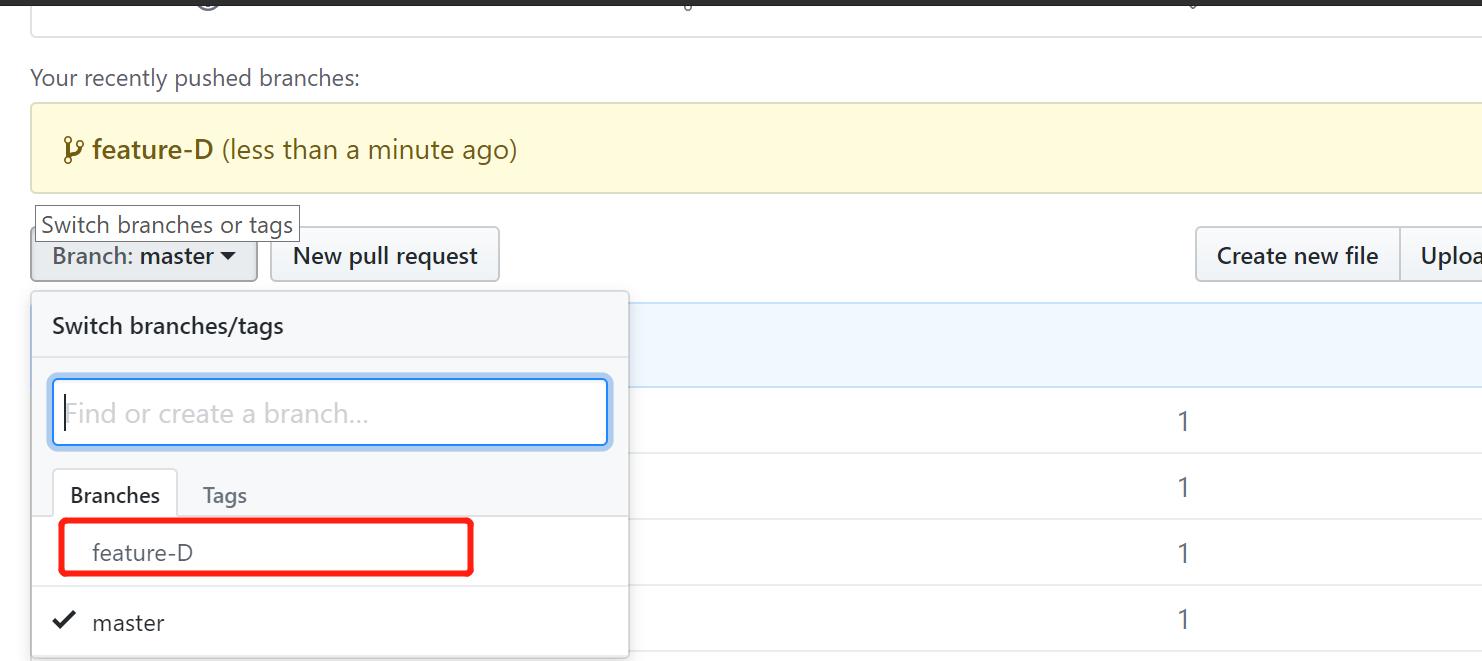 Your recently pushed branches:
feature-D (less than a minute ago)
Switch branches or tags
Branch: master
New pull request
Create new file
Uploa
Switch branches/tags
Find or create a branch...
Branches
Tags
feature-D
master
1
1
1
1